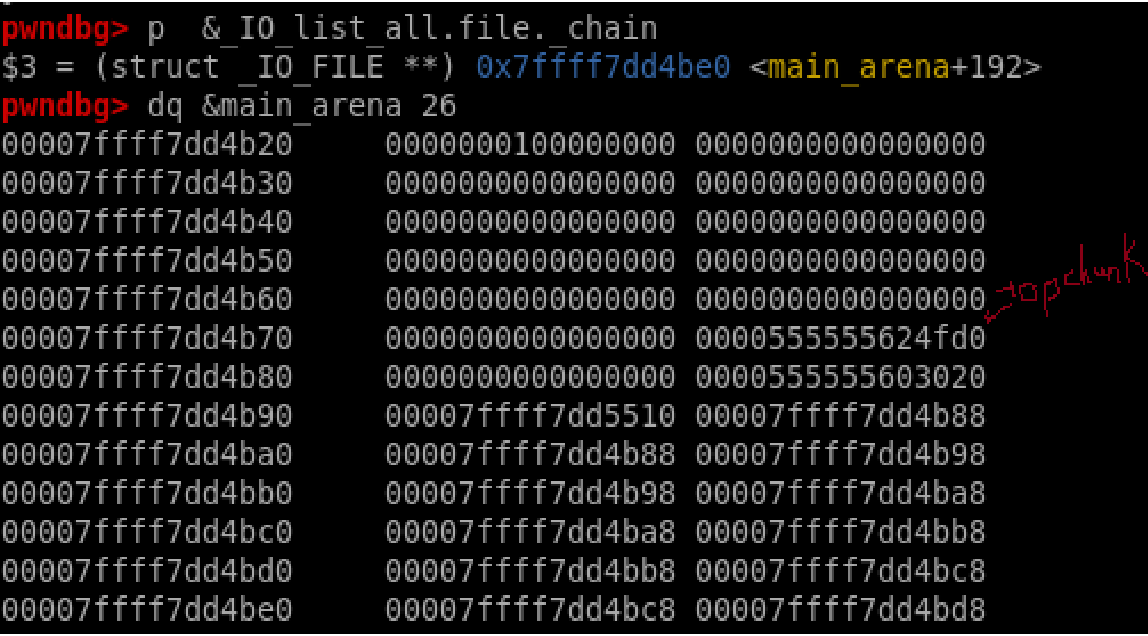 pwndbg> p  &_IO_list_all.file._chain
$3 = (struct _IO_FILE **) 0x7ffff7dd4be0 <main_arena+192>
pwndbg> dq &main_arena 26
00007ffff7dd4b20     0000000100000000 0000000000000000
00007ffff7dd4b30     0000000000000000 0000000000000000
00007ffff7dd4b40     0000000000000000 0000000000000000
00007ffff7dd4b50     0000000000000000 0000000000000000
00007ffff7dd4b60     0000000000000000 0000000000000000
topchunk
00007ffff7dd4b70     0000000000000000 0000555555624fd0
00007ffff7dd4b80     0000000000000000 0000555555603020
00007ffff7dd4b90     00007ffff7dd5510 00007ffff7dd4b88
00007ffff7dd4ba0     00007ffff7dd4b88 00007ffff7dd4b98
00007ffff7dd4bb0     00007ffff7dd4b98 00007ffff7dd4ba8
00007ffff7dd4bc0     00007ffff7dd4ba8 00007ffff7dd4bb8
00007ffff7dd4bd0     00007ffff7dd4bb8 00007ffff7dd4bc8
00007ffff7dd4be0     00007ffff7dd4bc8 00007ffff7dd4bd8